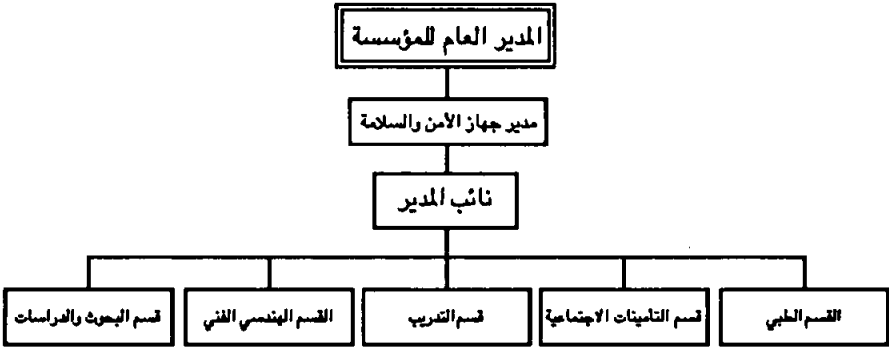 المدير العام للمؤسسة
مدير جهاز الأمن والسلامة
نائب المدير
القسم الطبي
قسم التأمينات الاجتماعية
قسم التدريب
القسم الهندسي الفني
قسم البحوث والدراسات